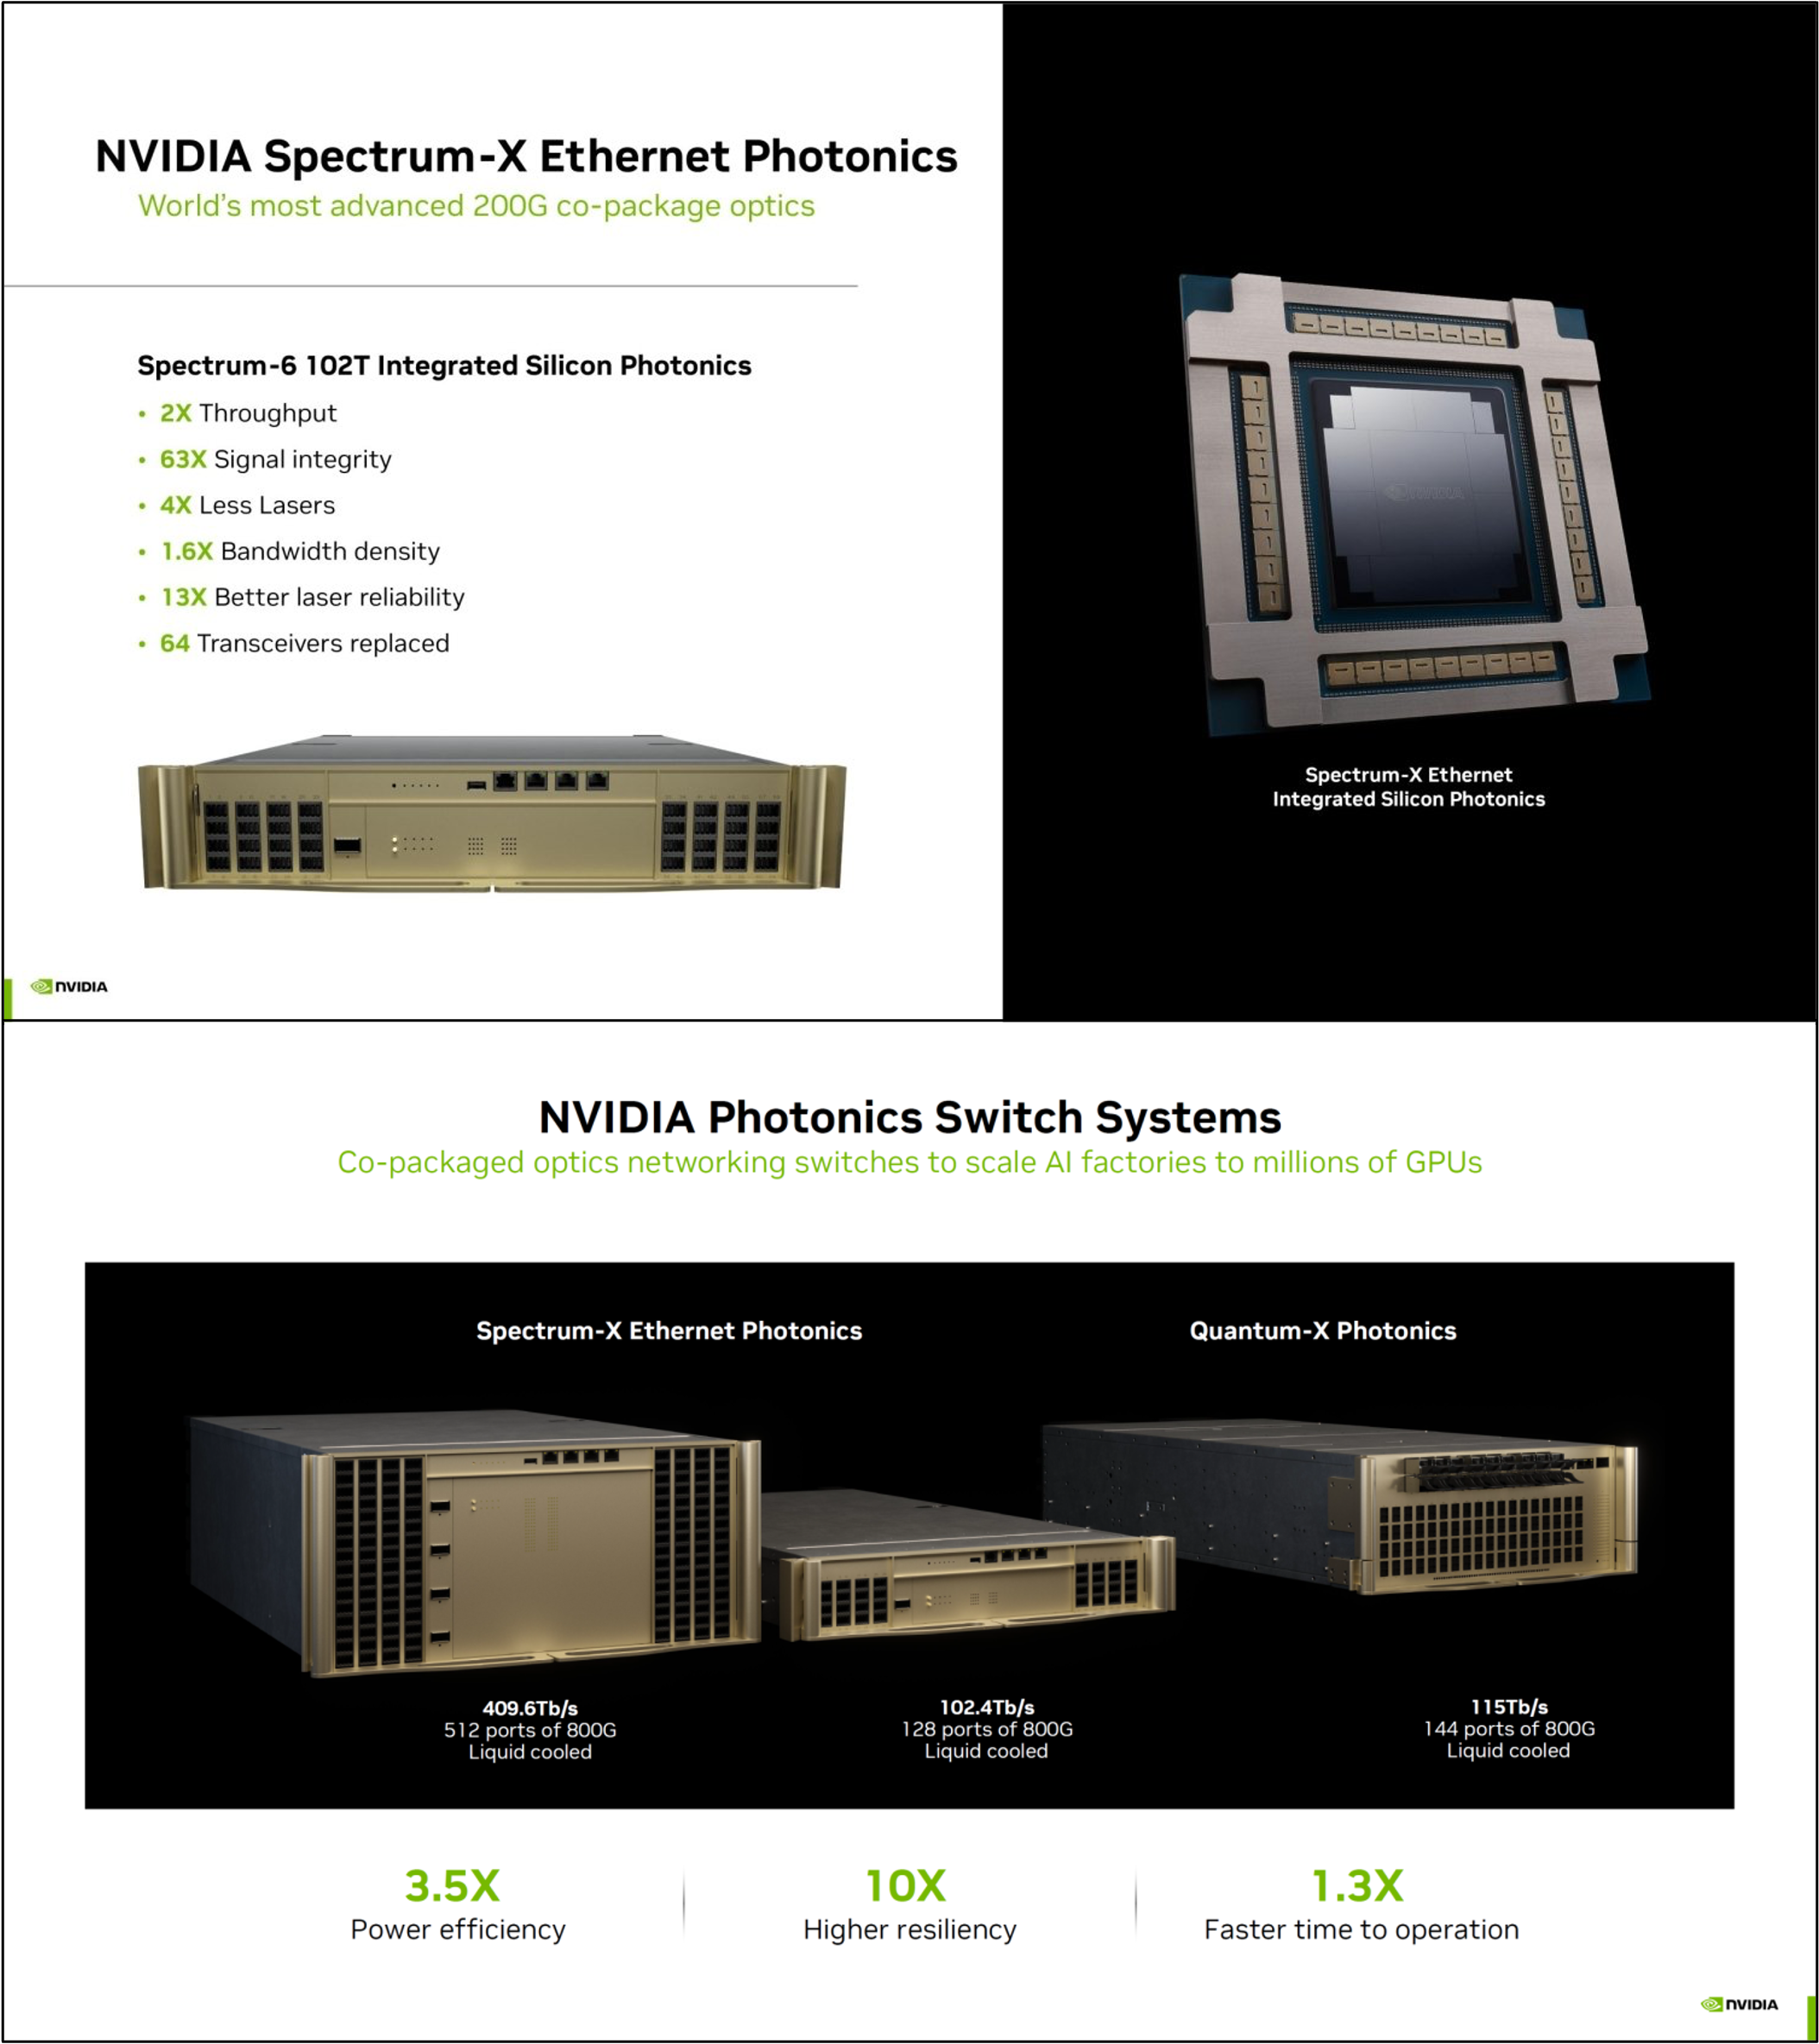 NVIDIA Spectrum-X Ethernet Photonics
World's most advanced 200G co-package optics
Spectrum-6 102T Integrated Silicon Photonics
• 2X Throughput
• 63X Signal integrity
• 4X Less Lasers
• 1.6X Bandwidth density
• 13X Better laser reliability
• 64 Transceivers replaced
NVIDIA
NVIDIA
Spectrum-X Ethernet
Integrated Silicon Photonics
NVIDIA Photonics Switch Systems
Co-packaged optics networking switches to scale AI factories to millions of GPUs
Spectrum-X Ethernet Photonics
Quantum-X Photonics
409.6Tb/s
512 ports of 800G
Liquid cooled
102.4Tb/s
128 ports of 800G
Liquid cooled
115Tb/s
144 ports of 800G
Liquid cooled
3.5X
Power efficiency
10X
Higher resiliency
1.3X
Faster time to operation
NVIDIA